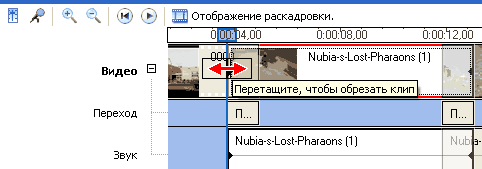 Отображение раскадровки.
0:00:04,00 0:00:08,00 0:00:12,00
Видео
Nubia-s-Lost-Pharaons (1)
Перетащите, чтобы обрезать клип
Переход
П...
П...
Звук
Nubia-s-Lost-Pharaons (1)
Nubia-s